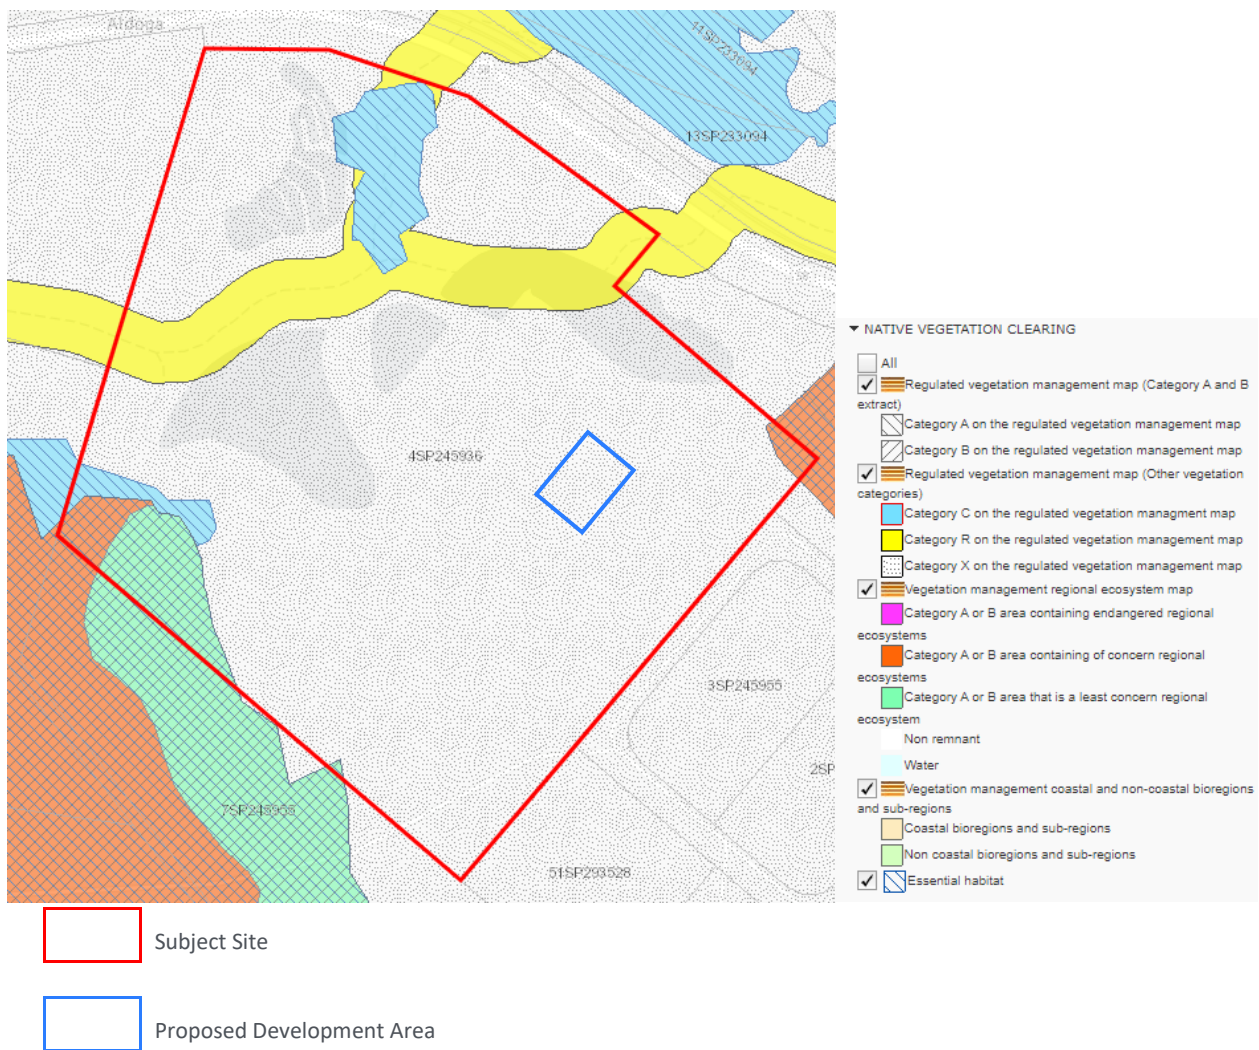 Aldoga
11SP233094
13SP233094
4SP245936
3SP245955
2SP
7SP245955
51SP293528
NATIVE VEGETATION CLEARING
All
Regulated vegetation management map (Category A and B
extract)
Category A on the regulated vegetation management map
Category B on the regulated vegetation management map
Regulated vegetation management map (Other vegetation
categories)
Category C on the regulated vegetation managment map
Category R on the regulated vegetation management map
Category X on the regulated vegetation management map
Vegetation management regional ecosystem map
Category A or B area containing endangered regional
ecosystems
Category A or B area containing of concern regional
ecosystems
Category A or B area that is a least concern regional
ecosystem
Non remnant
Water
Vegetation management coastal and non-coastal bioregions
and sub-regions
Coastal bioregions and sub-regions
Non coastal bioregions and sub-regions
Essential habitat
Subject Site
Proposed Development Area